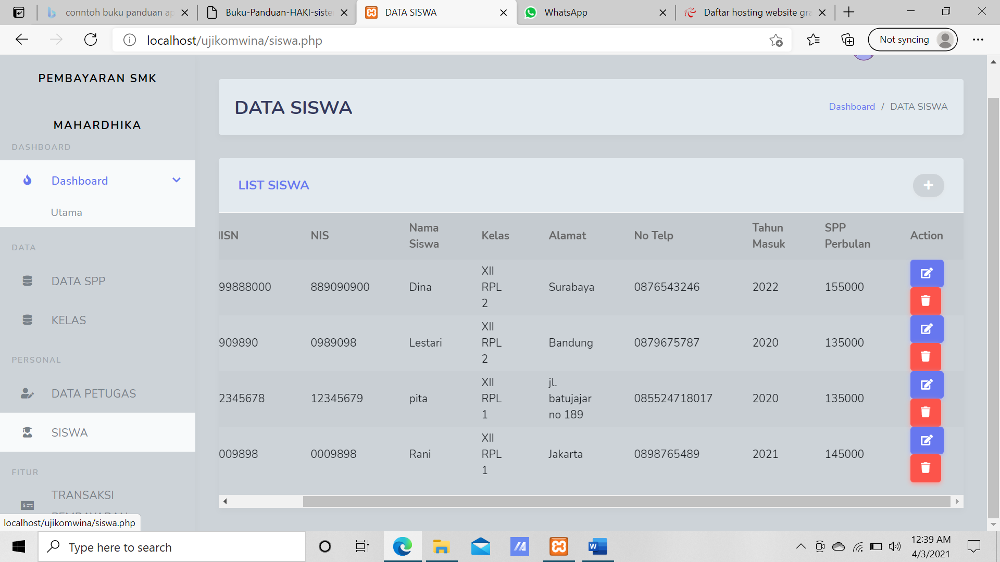 conntoh buku panduan ap
Buku-Panduan-HAKI-siste
DATA SISWA
WhatsApp
Daftar hosting website gra
localhost/ujikomwina/siswa.php
Not syncing
PEMBAYARAN SMK
MAHARDHIKA
DASHBOARD
Dashboard
Utama
DATA
DATA SPP
KELAS
PERSONAL
DATA PETUGAS
SISWA
FITUR
TRANSAKSI
PEMBAYARAN
DATA SISWA
Dashboard / DATA SISWA
LIST SISWA
NISN NIS Nama Siswa Kelas Alamat No Telp Tahun Masuk SPP Perbulan Action
99888000 889090900 Dina XII RPL 2 Surabaya 0876543246 2022 155000
909890 0989098 Lestari XII RPL 2 Bandung 0879675787 2020 135000
2345678 12345679 pita XII RPL 1 jl. batujajar no 189 085524718017 2020 135000
009898 0009898 Rani XII RPL 1 Jakarta 0898765489 2021 145000
localhost/ujikomwina/siswa.php
Type here to search
12:39 AM
4/3/2021